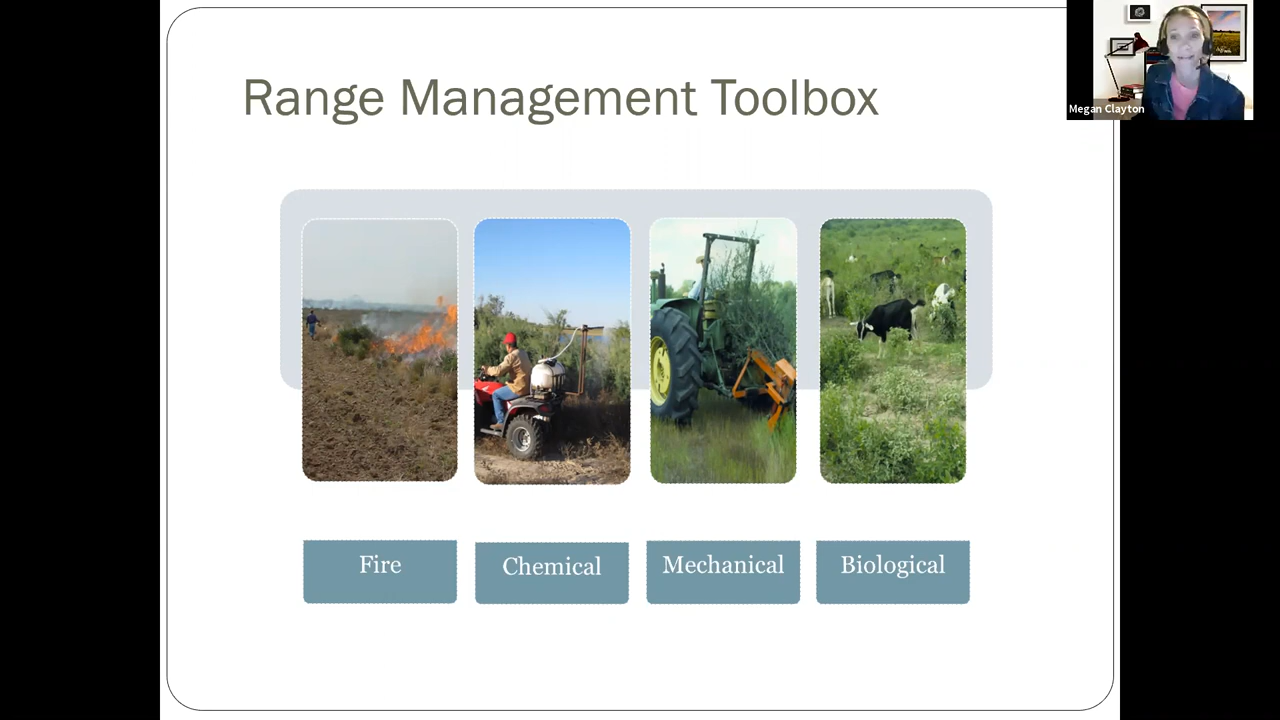 Range Management Toolbox
Megan Clayton
Fire
Chemical
Mechanical
Biological